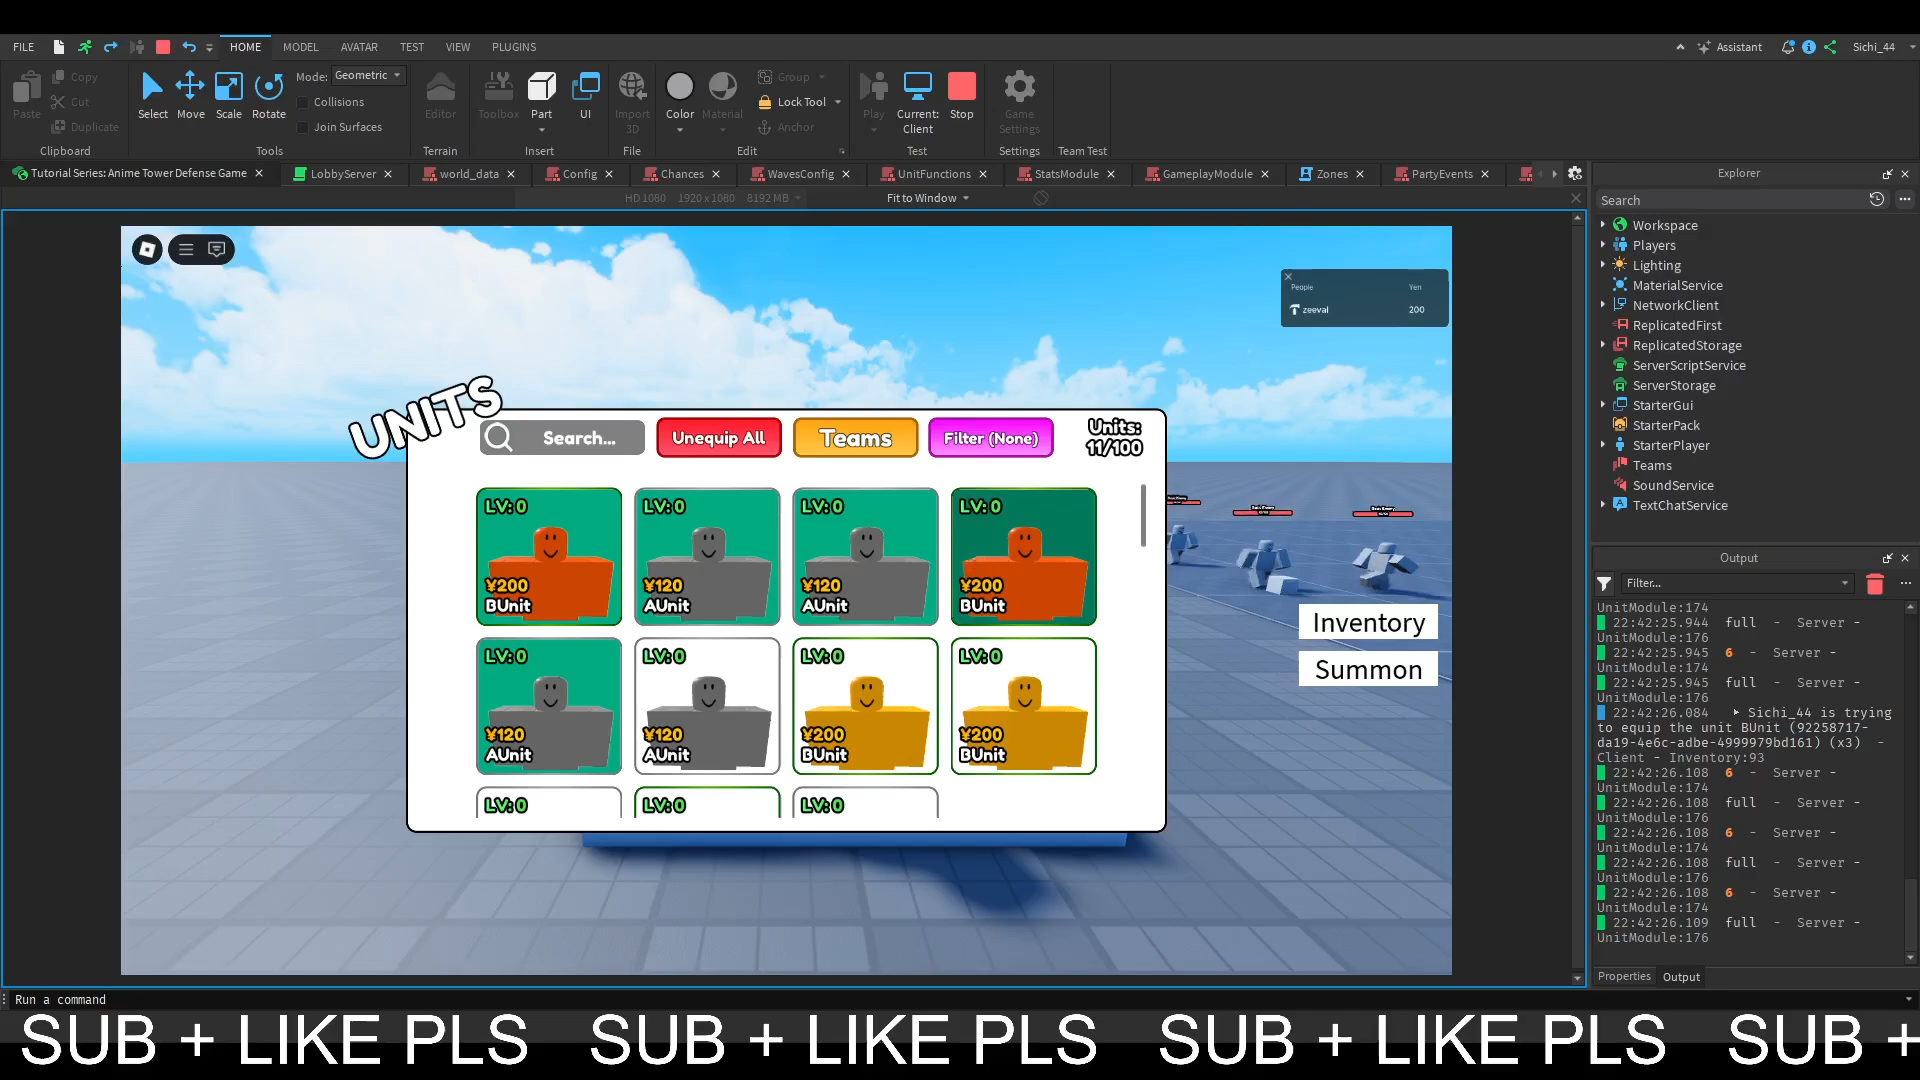 FILE HOME MODEL AVATAR TEST VIEW PLUGINS Assistant Sichi_44
Paste Copy Cut Duplicate Clipboard
Select Move Scale Rotate Mode: Geometric Collisions Join Surfaces Tools
Editor Terrain
Toolbox Part UI Insert
Import 3D File
Color Material Group Lock Tool Anchor Edit
Play Current: Client Stop Test
Game Settings Settings
Team Test
Tutorial Series: Anime Tower Defense Game LobbyServer world_data Config Chances WavesConfig UnitFunctions StatsModule GameplayModule Zones PartyEvents
HD 1080 1920 x 1080 8192 MB Fit to Window
People Yen
zeeval 200
UNITS
Search... Unequip All Teams Filter (None) Units: 11/100
LV: 0 LV: 0 LV: 0 LV: 0
¥200 ¥120 ¥120 ¥200
BUnit AUnit AUnit BUnit
LV: 0 LV: 0 LV: 0 LV: 0
¥120 ¥120 ¥200 ¥200
AUnit AUnit BUnit BUnit
LV: 0 LV: 0 LV: 0
Inventory
Summon
Explorer
Search
Workspace
Players
Lighting
MaterialService
NetworkClient
ReplicatedFirst
ReplicatedStorage
ServerScriptService
ServerStorage
StarterGui
StarterPack
StarterPlayer
Teams
SoundService
TextChatService
Output
Filter...
UnitModule:174
22:42:25.944 full - Server -
UnitModule:176
22:42:25.945 6 - Server -
UnitModule:174
22:42:25.945 full - Server -
UnitModule:176
22:42:26.084 Sichi_44 is trying
to equip the unit BUnit (92258717-
da19-4e6c-adbe-4999979bd161) (x3) -
Client - Inventory:93
22:42:26.108 6 - Server -
UnitModule:174
22:42:26.108 full - Server -
UnitModule:176
22:42:26.108 6 - Server -
UnitModule:174
22:42:26.108 full - Server -
UnitModule:176
22:42:26.108 6 - Server -
UnitModule:174
22:42:26.109 full - Server -
UnitModule:176
Properties Output
Run a command
SUB + LIKE PLS SUB + LIKE PLS SUB + LIKE PLS SUB +